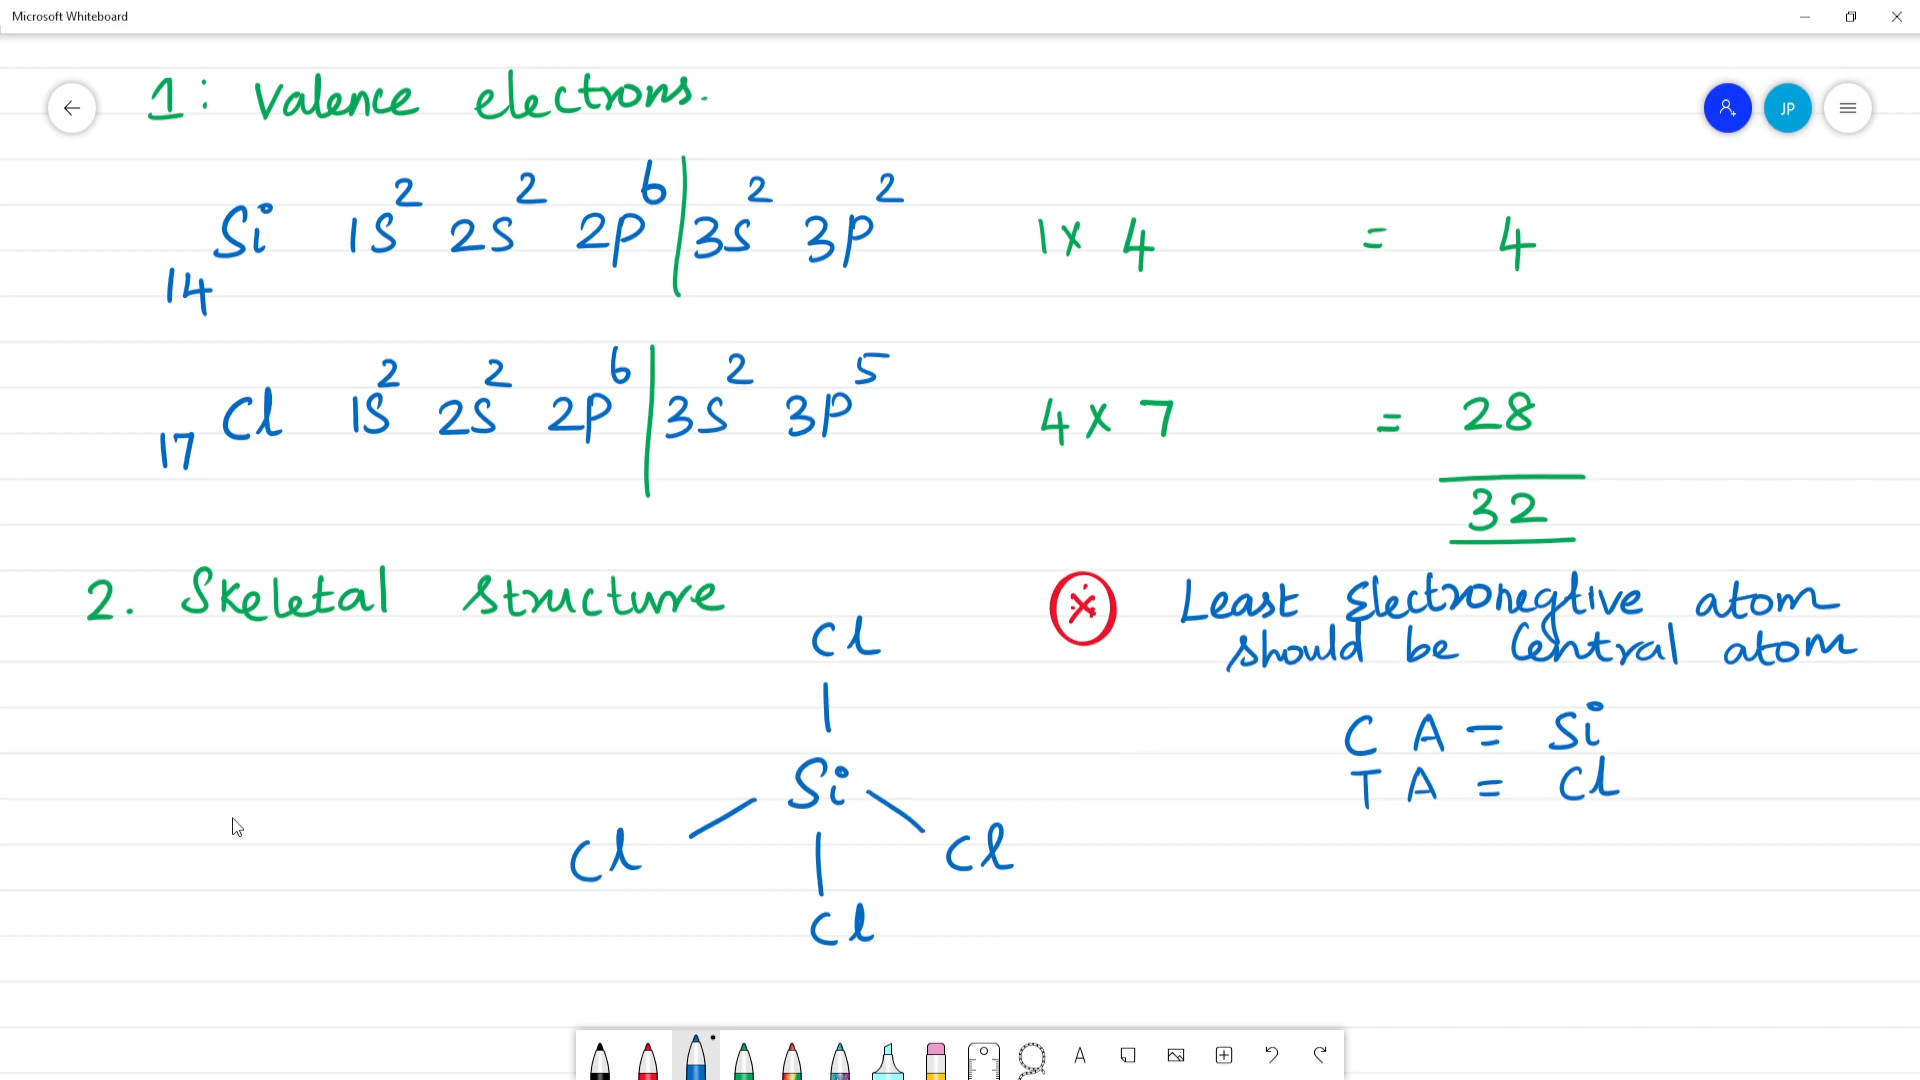 Microsoft Whiteboard
1: Valence electrons.
JP
14 Si 1S² 2S² 2P⁶ | 3S² 3P² 1 x 4 = 4
17 Cl 1S² 2S² 2P⁶ | 3S² 3P⁵ 4 x 7 = 28
32
2. Skeletal structure
Least Electronegtive atom
should be Central atom
Cl
Si
Cl Cl
Cl
C A = Si
T A = Cl
A